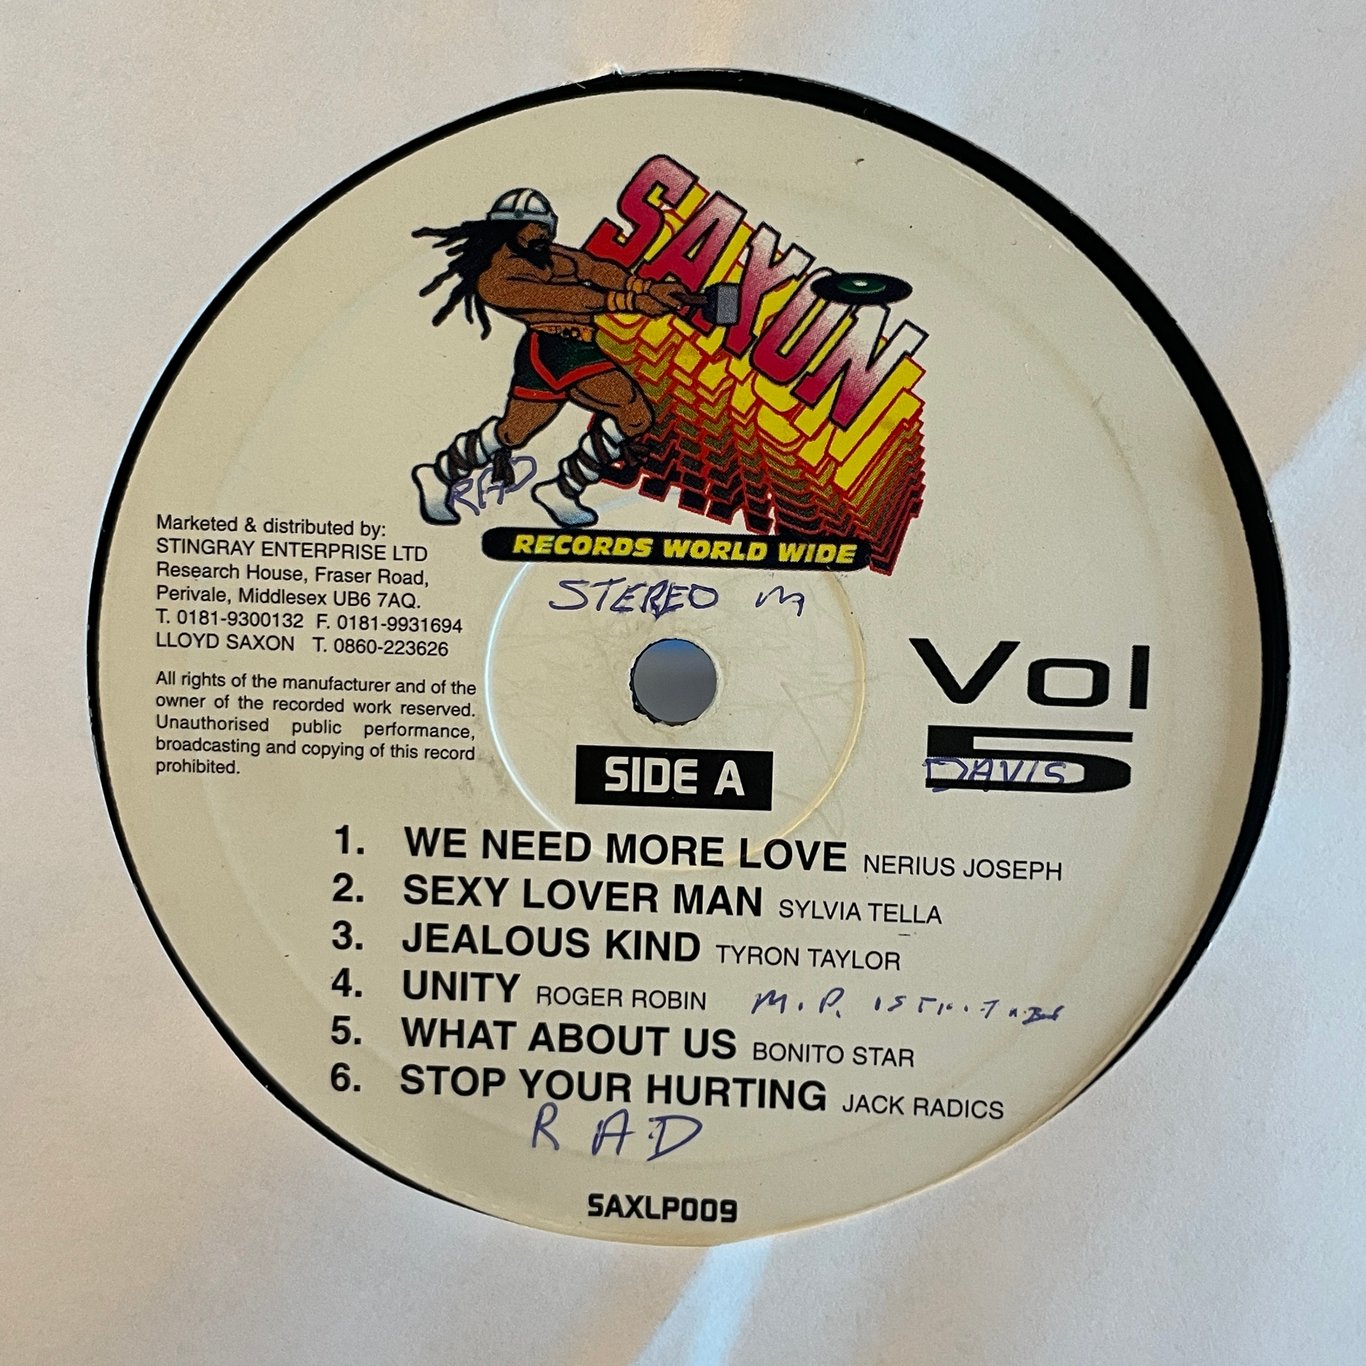 SAXON
RECORDS WORLD WIDE
RAD
STEREO
Marketed & distributed by:
STINGRAY ENTERPRISE LTD
Research House, Fraser Road,
Perivale, Middlesex UB6 7AQ.
T. 0181-9300132 F. 0181-9931694
LLOYD SAXON T. 0860-223626
All rights of the manufacturer and of the
owner of the recorded work reserved.
Unauthorised public performance,
broadcasting and copying of this record
prohibited.
Vol
5
DAVIS
SIDE A
1. WE NEED MORE LOVE NERIUS JOSEPH
2. SEXY LOVER MAN SYLVIA TELLA
3. JEALOUS KIND TYRON TAYLOR
4. UNITY ROGER ROBIN M.P.
5. WHAT ABOUT US BONITO STAR
6. STOP YOUR HURTING JACK RADICS
RAD
SAXLP009